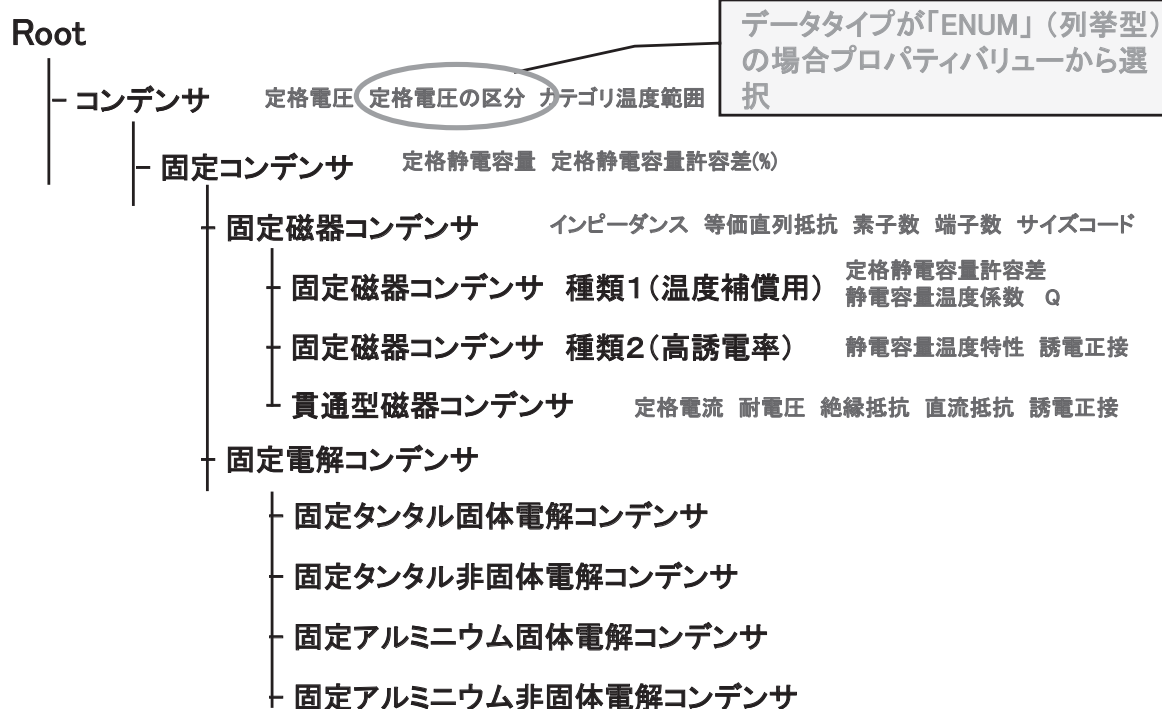 Root
データタイプが「ENUM」（列挙型）
の場合プロパティバリューから選
択
コンデンサ 定格電圧 定格電圧の区分 カテゴリ温度範囲
固定コンデンサ 定格静電容量 定格静電容量許容差(%)
固定磁器コンデンサ インピーダンス 等価直列抵抗 素子数 端子数 サイズコード
固定磁器コンデンサ 種類１（温度補償用） 定格静電容量許容差
静電容量温度係数 Q
固定磁器コンデンサ 種類２（高誘電率） 静電容量温度特性 誘電正接
貫通型磁器コンデンサ 定格電流 耐電圧 絶縁抵抗 直流抵抗 誘電正接
固定電解コンデンサ
固定タンタル固体電解コンデンサ
固定タンタル非固体電解コンデンサ
固定アルミニウム固体電解コンデンサ
固定アルミニウム非固体電解コンデンサ